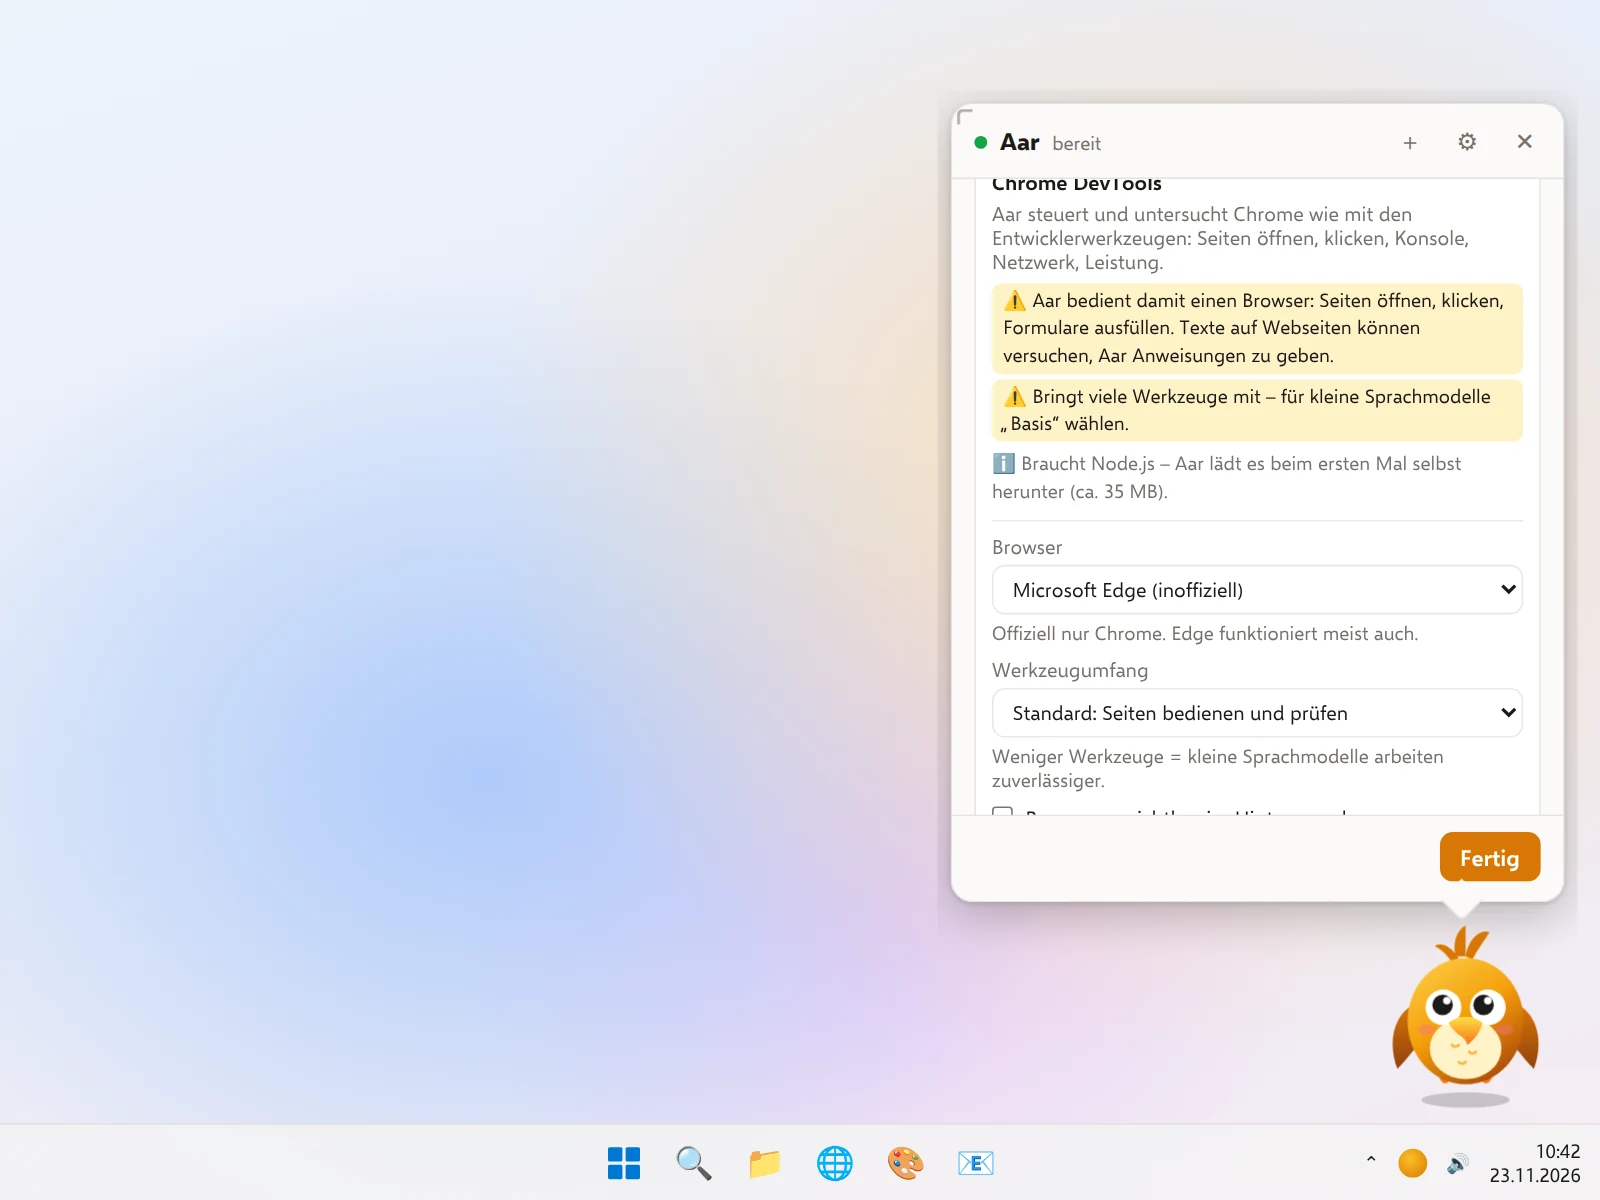 Aar bereit
Chrome DevTools
Aar steuert und untersucht Chrome wie mit den
Entwicklerwerkzeugen: Seiten öffnen, klicken, Konsole,
Netzwerk, Leistung.
⚠️ Aar bedient damit einen Browser: Seiten öffnen, klicken,
Formulare ausfüllen. Texte auf Webseiten können
versuchen, Aar Anweisungen zu geben.
⚠️ Bringt viele Werkzeuge mit – für kleine Sprachmodelle
„Basis“ wählen.
ℹ️ Braucht Node.js – Aar lädt es beim ersten Mal selbst
herunter (ca. 35 MB).
Browser
Microsoft Edge (inoffiziell)
Offiziell nur Chrome. Edge funktioniert meist auch.
Werkzeugumfang
Standard: Seiten bedienen und prüfen
Weniger Werkzeuge = kleine Sprachmodelle arbeiten
zuverlässiger.
Fertig
10:42
23.11.2026